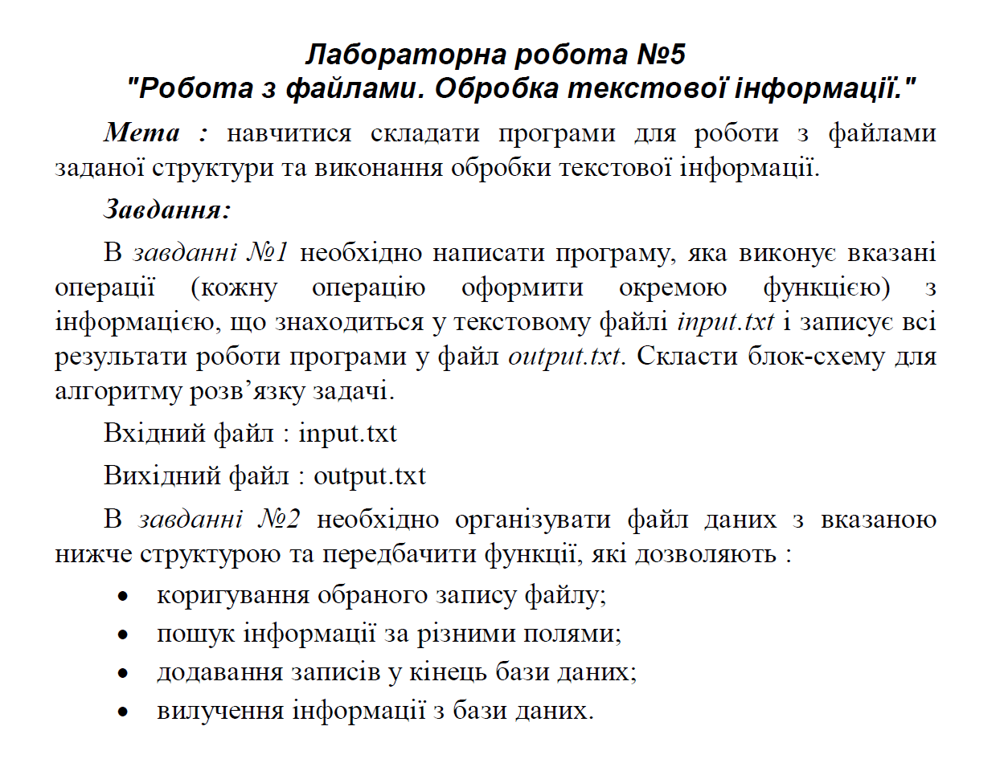 Лабораторна робота №5
"Робота з файлами. Обробка текстової інформації."
Мета : навчитися складати програми для роботи з файлами
заданої структури та виконання обробки текстової інформації.
Завдання:
В завданні №1 необхідно написати програму, яка виконує вказані
операції (кожну операцію оформити окремою функцією) з
інформацією, що знаходиться у текстовому файлі input.txt і записує всі
результати роботи програми у файл output.txt. Скласти блок-схему для
алгоритму розв’язку задачі.
Вхідний файл : input.txt
Вихідний файл : output.txt
В завданні №2 необхідно організувати файл даних з вказаною
нижче структурою та передбачити функції, які дозволяють :
• коригування обраного запису файлу;
• пошук інформації за різними полями;
• додавання записів у кінець бази даних;
• вилучення інформації з бази даних.